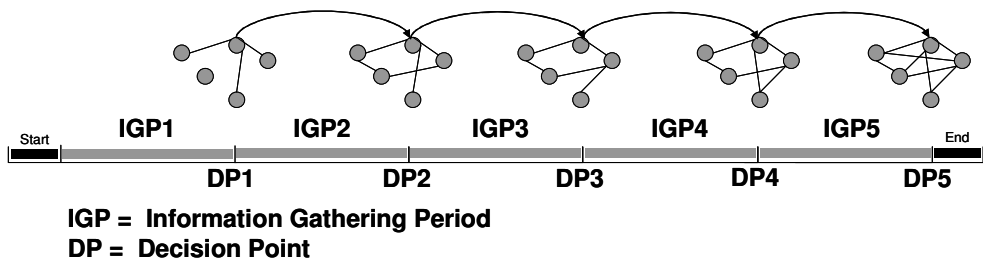 IGP1 IGP2 IGP3 IGP4 IGP5
Start End
DP1 DP2 DP3 DP4 DP5
IGP = Information Gathering Period
DP = Decision Point